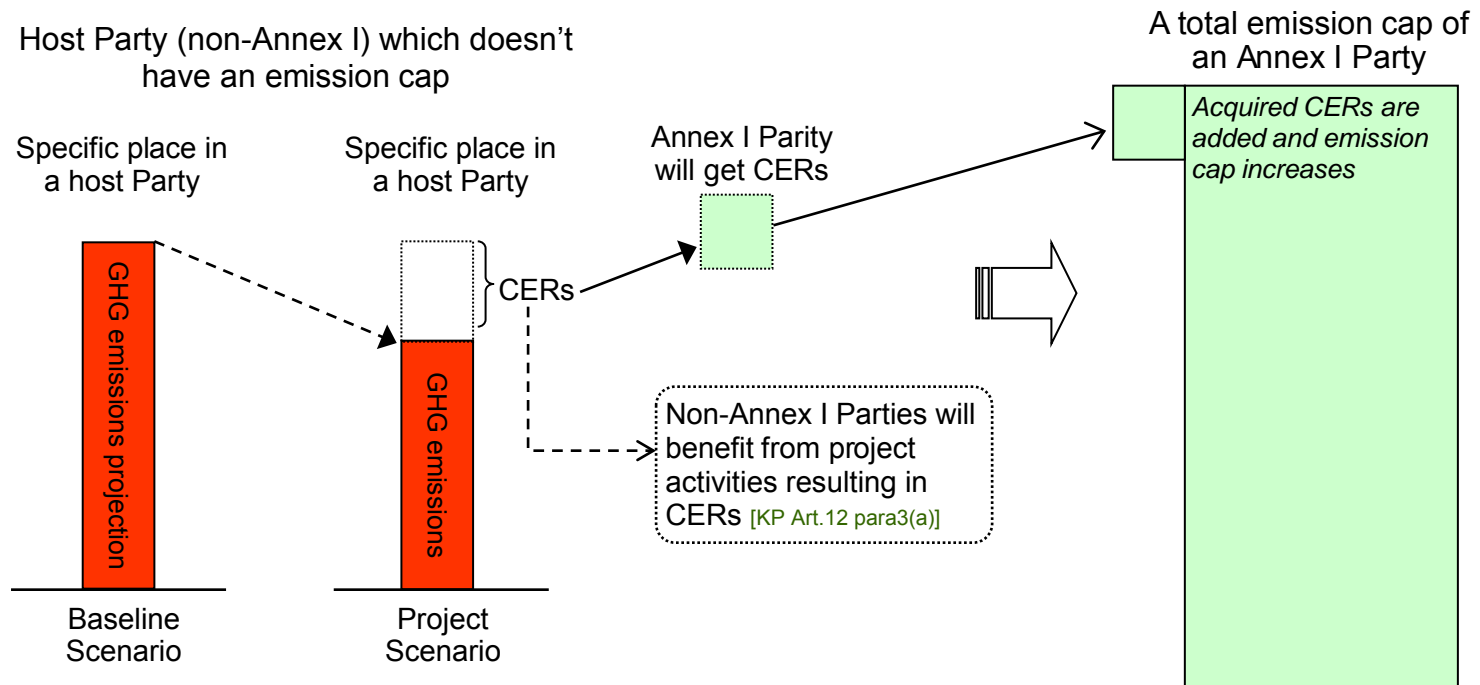 Host Party (non-Annex I) which doesn't
have an emission cap
A total emission cap of
an Annex I Party
Specific place in
a host Party
Specific place in
a host Party
Annex I Parity
will get CERs
Acquired CERs are
added and emission
cap increases
GHG emissions projection
GHG emissions
CERs
Non-Annex I Parties will
benefit from project
activities resulting in
CERs [KP Art.12 para3(a)]
Baseline
Scenario
Project
Scenario